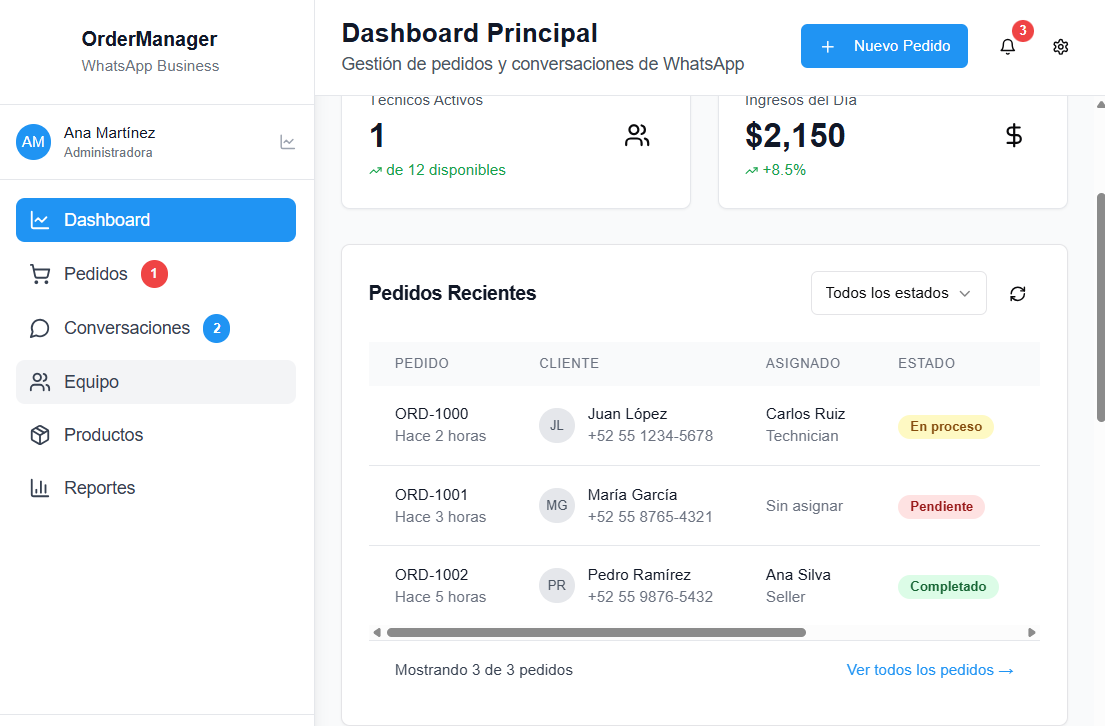 OrderManager
WhatsApp Business
AM
Ana Martínez
Administradora
Dashboard
Pedidos 1
Conversaciones 2
Equipo
Productos
Reportes
Dashboard Principal
Gestión de pedidos y conversaciones de WhatsApp
+ Nuevo Pedido
3
Técnicos Activos
1
de 12 disponibles
Ingresos del Día
$2,150
+8.5%
Pedidos Recientes
Todos los estados
PEDIDO CLIENTE ASIGNADO ESTADO
ORD-1000
Hace 2 horas
JL
Juan López
+52 55 1234-5678
Carlos Ruiz
Technician
En proceso
ORD-1001
Hace 3 horas
MG
María García
+52 55 8765-4321
Sin asignar
Pendiente
ORD-1002
Hace 5 horas
PR
Pedro Ramírez
+52 55 9876-5432
Ana Silva
Seller
Completado
Mostrando 3 de 3 pedidos
Ver todos los pedidos →